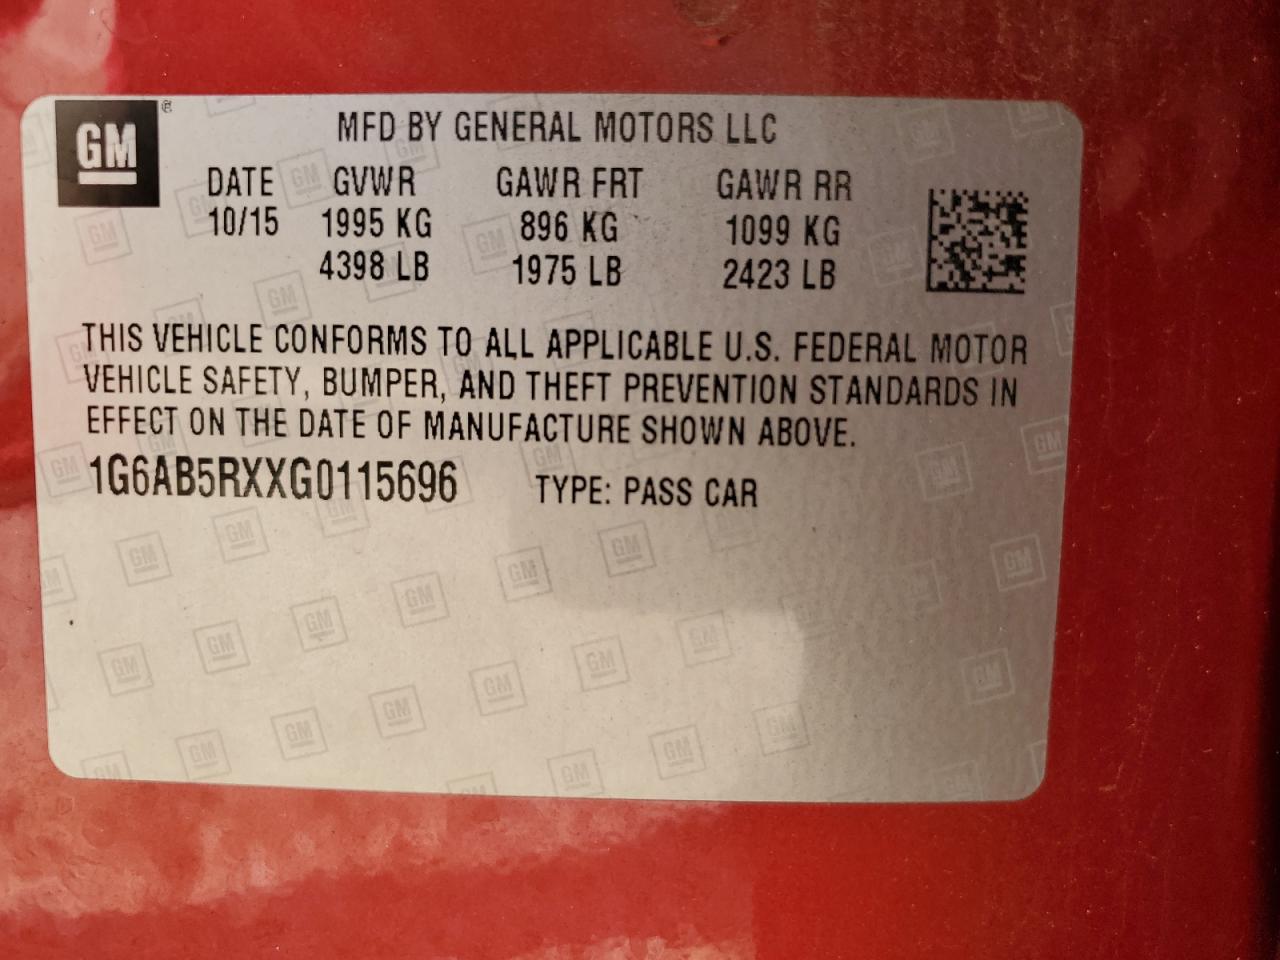 GM ®
MFD BY GENERAL MOTORS LLC
DATE GVWR GAWR FRT GAWR RR
10/15 1995 KG 896 KG 1099 KG
4398 LB 1975 LB 2423 LB
THIS VEHICLE CONFORMS TO ALL APPLICABLE U.S. FEDERAL MOTOR
VEHICLE SAFETY, BUMPER, AND THEFT PREVENTION STANDARDS IN
EFFECT ON THE DATE OF MANUFACTURE SHOWN ABOVE.
1G6AB5RXXG0115696 TYPE: PASS CAR